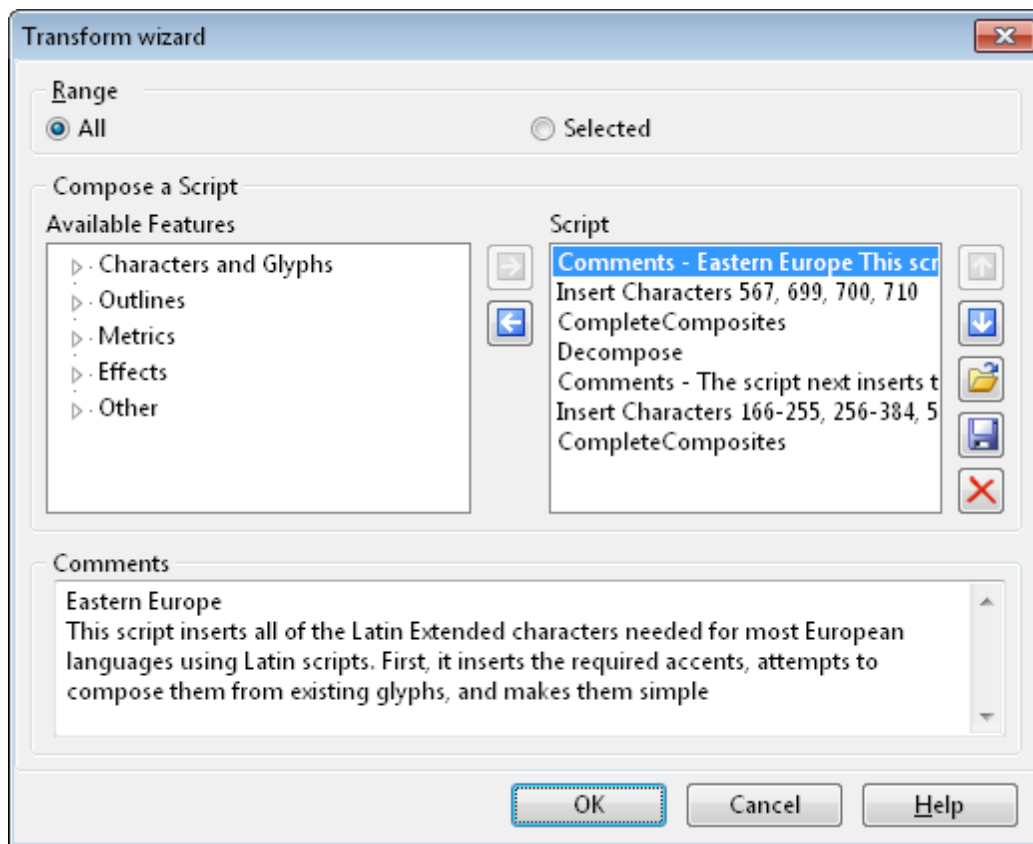 Transform wizard
Range
All
Selected
Compose a Script
Available Features
Script
Characters and Glyphs
Outlines
Metrics
Effects
Other
Comments - Eastern Europe This scr
Insert Characters 567, 699, 700, 710
CompleteComposites
Decompose
Comments - The script next inserts t
Insert Characters 166-255, 256-384, 5
CompleteComposites
Comments
Eastern Europe
This script inserts all of the Latin Extended characters needed for most European
languages using Latin scripts. First, it inserts the required accents, attempts to
compose them from existing glyphs, and makes them simple
OK
Cancel
Help